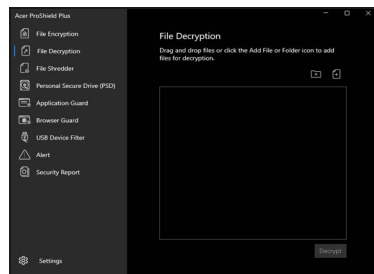 Acer ProShield Plus
File Encryption
File Decryption
File Shredder
Personal Secure Drive (PSD)
Application Guard
Browser Guard
USB Device Filter
Alert
Security Report
Settings
File Decryption
Drag and drop files or click the Add File or Folder icon to add
files for decryption.
Decrypt